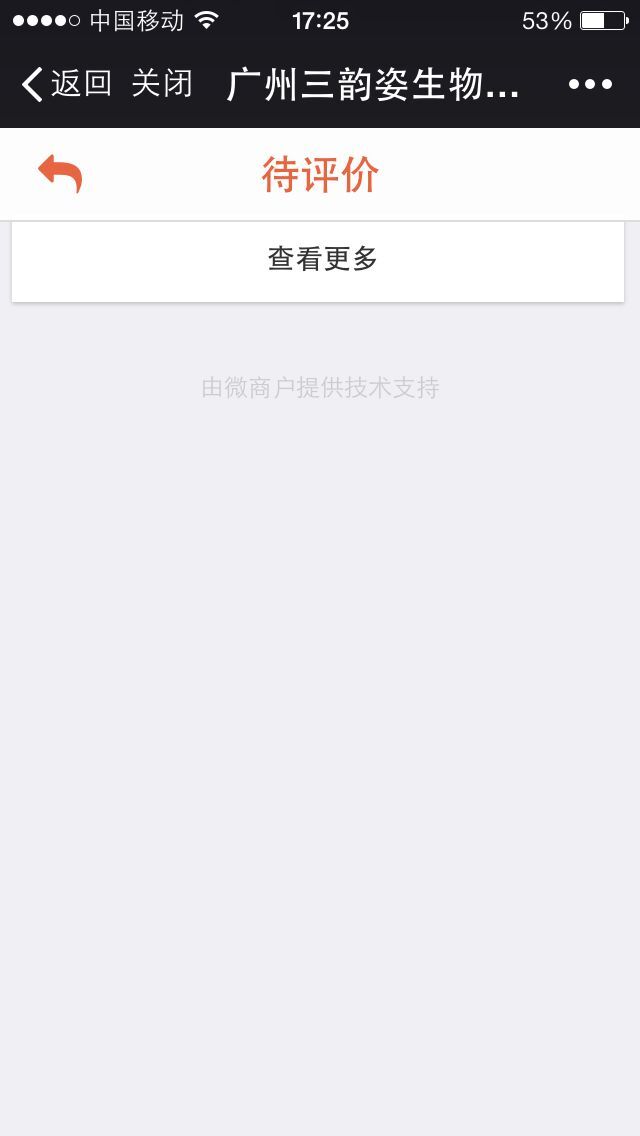 中国移动 17:25 53%
返回 关闭 广州三韵姿生物...
待评价
查看更多
由微商户提供技术支持